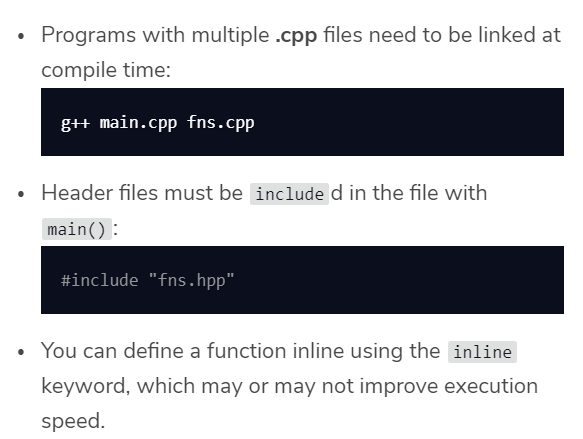 • Programs with multiple .cpp files need to be linked at
compile time:
g++ main.cpp fns.cpp
• Header files must be included in the file with
main():
#include "fns.hpp"
• You can define a function inline using the inline
keyword, which may or may not improve execution
speed.